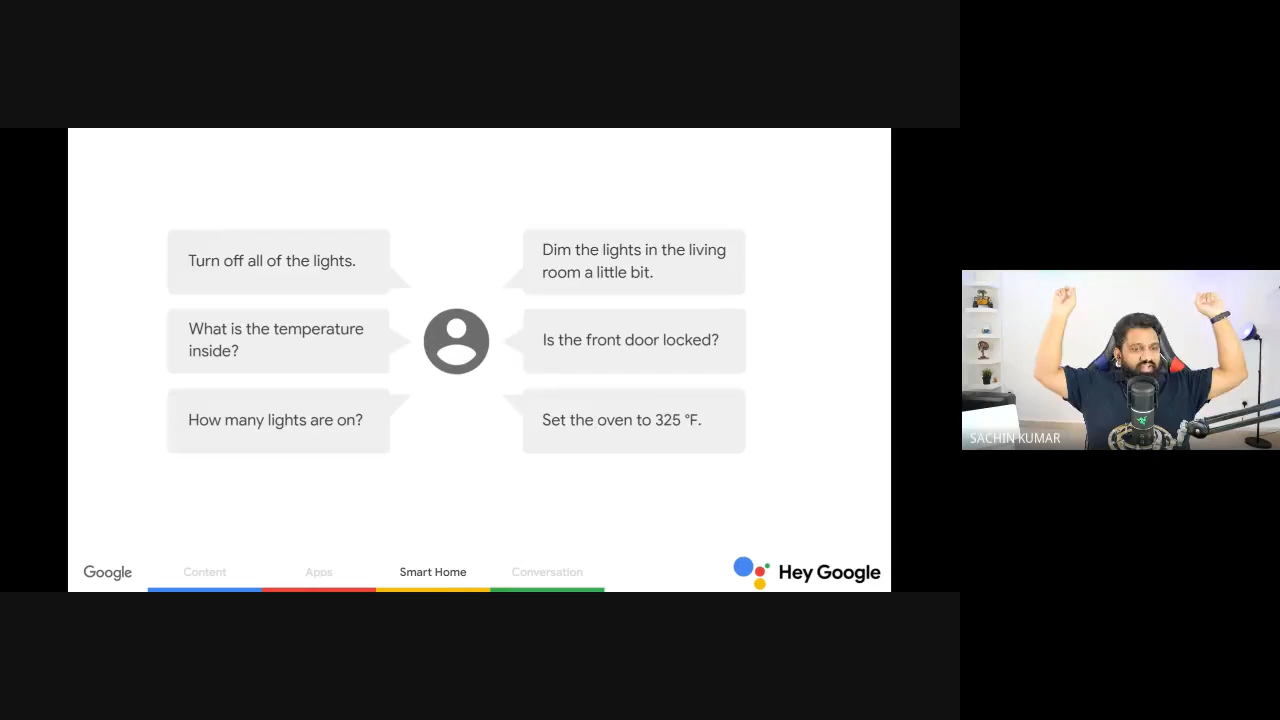 Turn off all of the lights.
Dim the lights in the living
room a little bit.
What is the temperature
inside?
Is the front door locked?
How many lights are on?
Set the oven to 325 °F.
SACHIN KUMAR
Google
Content
Apps
Smart Home
Conversation
Hey Google